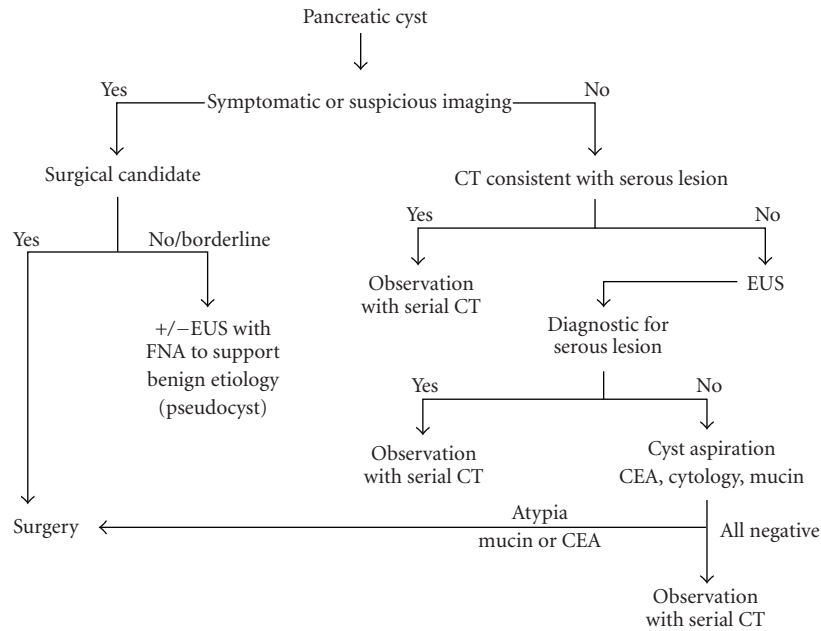 Pancreatic cyst
Yes
Symptomatic or suspicious imaging
No
Surgical candidate
CT consistent with serous lesion
Yes
No/borderline
Yes
No
Observation
with serial CT
EUS
+/−EUS with
FNA to support
benign etiology
(pseudocyst)
Diagnostic for
serous lesion
Yes
No
Observation
with serial CT
Cyst aspiration
CEA, cytology, mucin
Surgery
Atypia
mucin or CEA
All negative
Observation
with serial CT